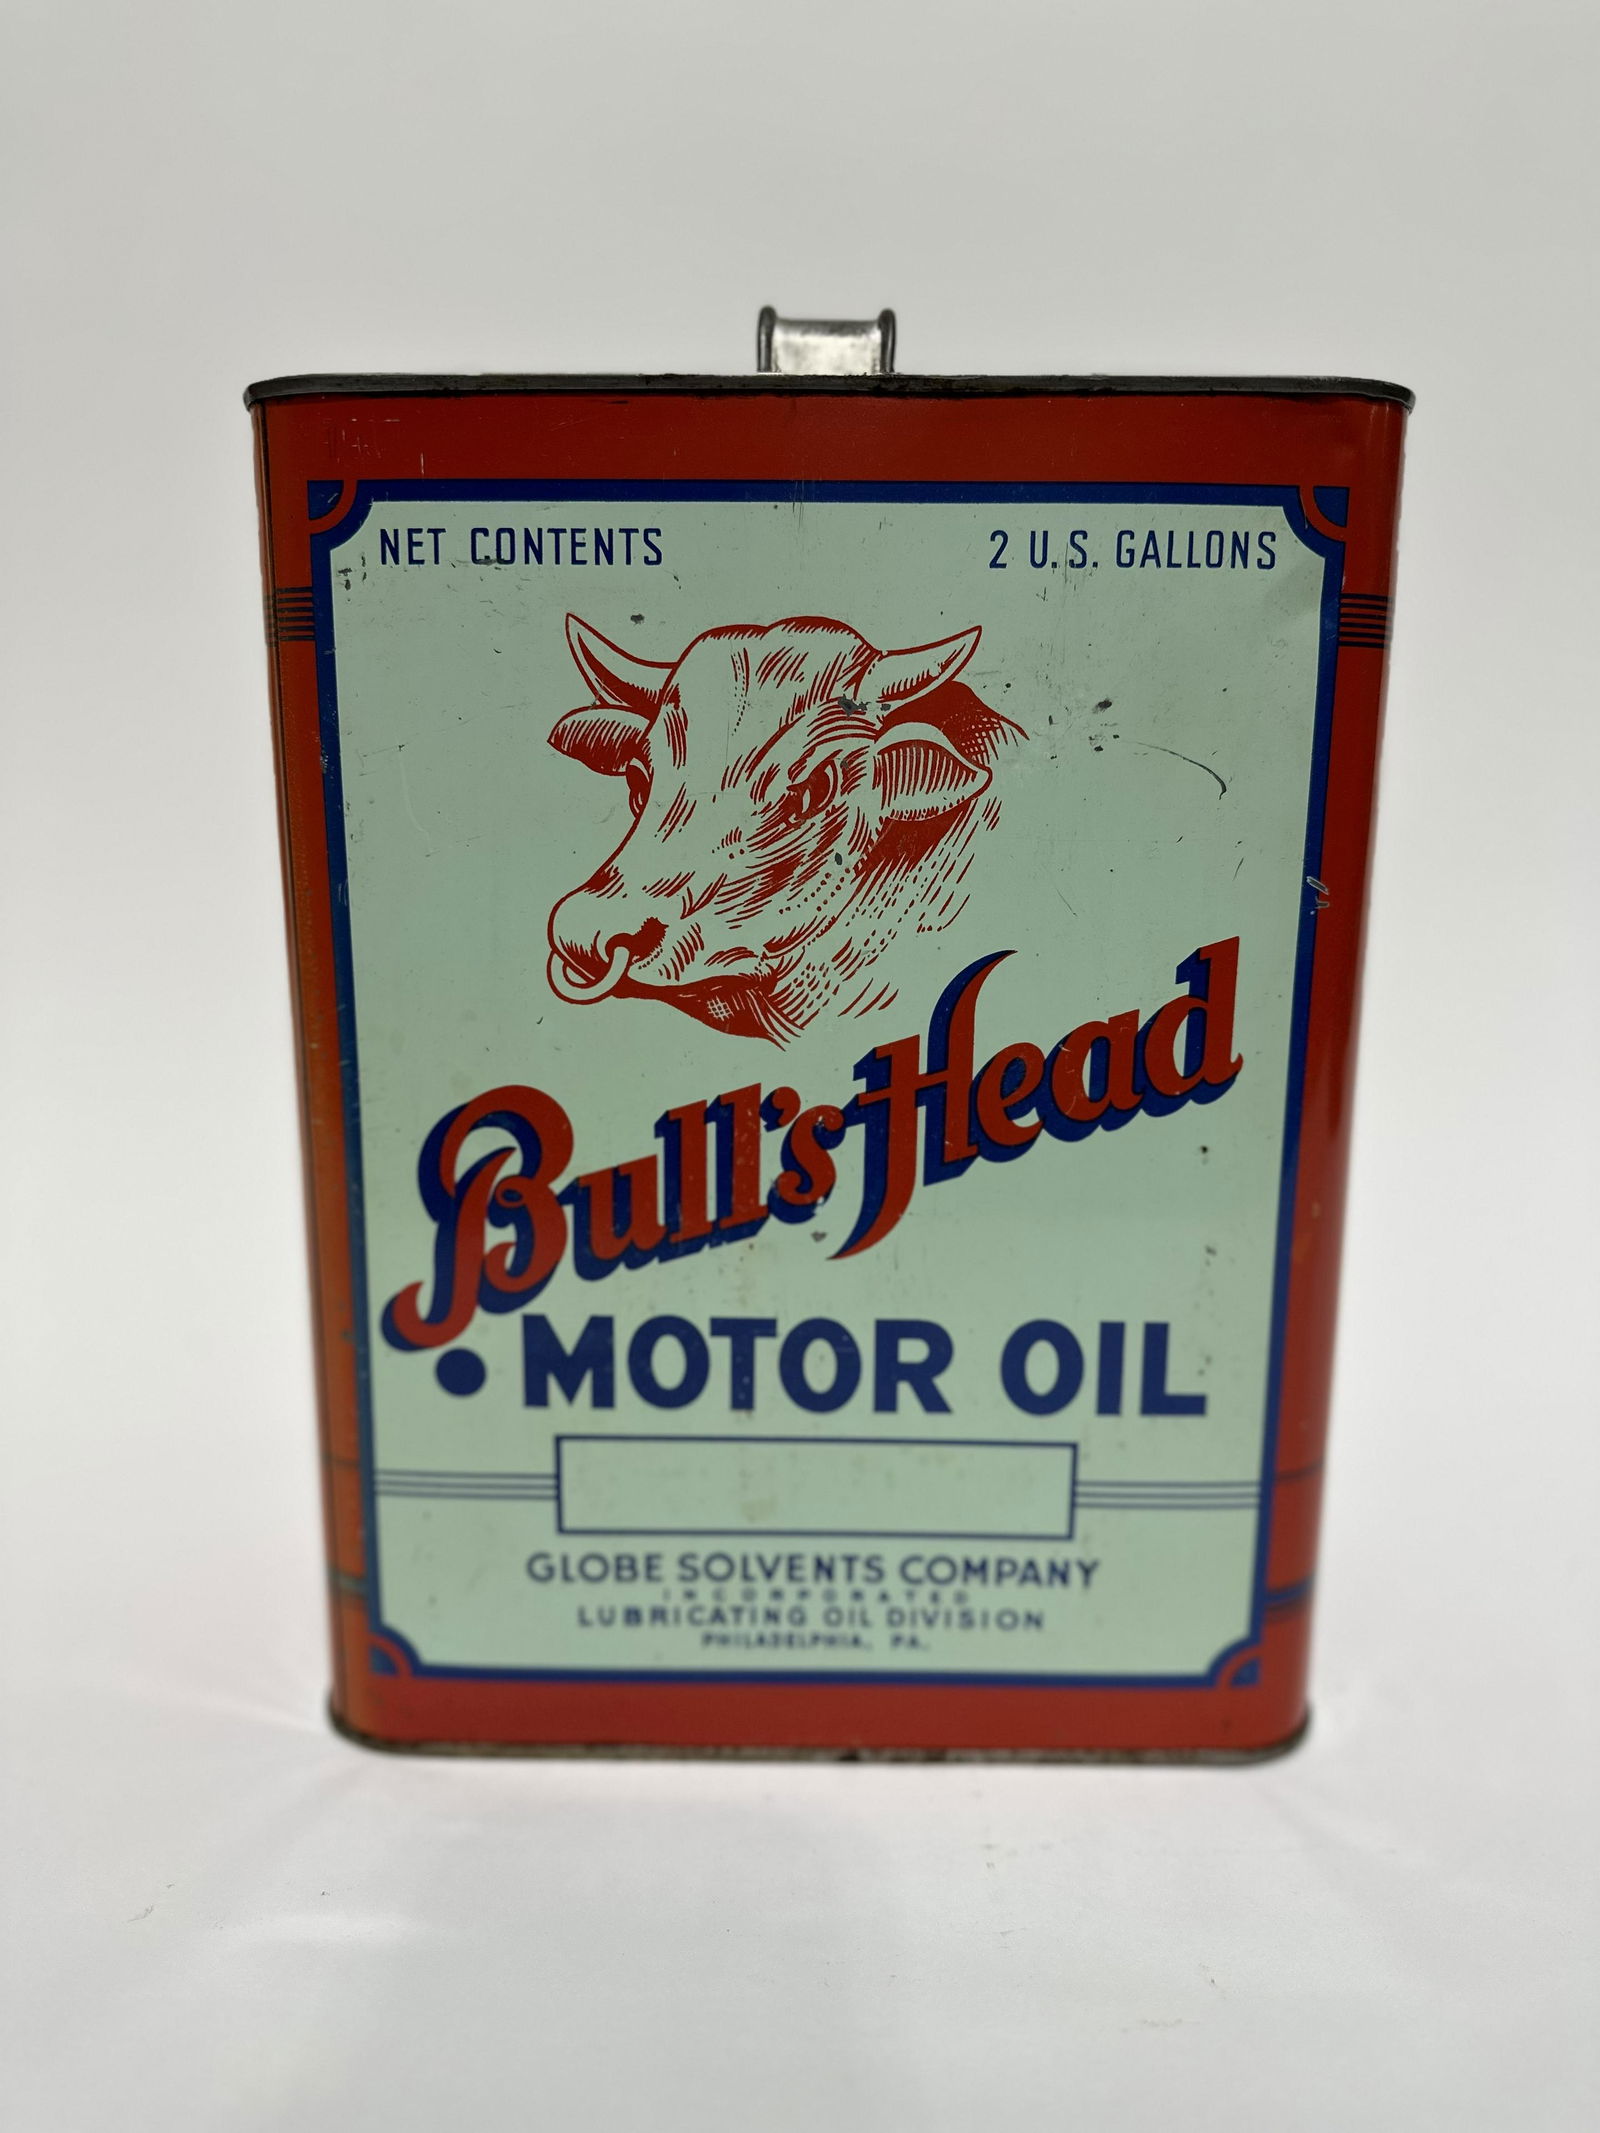 NET CONTENTS 2 U.S. GALLONS
Bull's Head
• MOTOR OIL
GLOBE SOLVENTS COMPANY
INCORPORATED
LUBRICATING OIL DIVISION
PHILADELPHIA, PA.